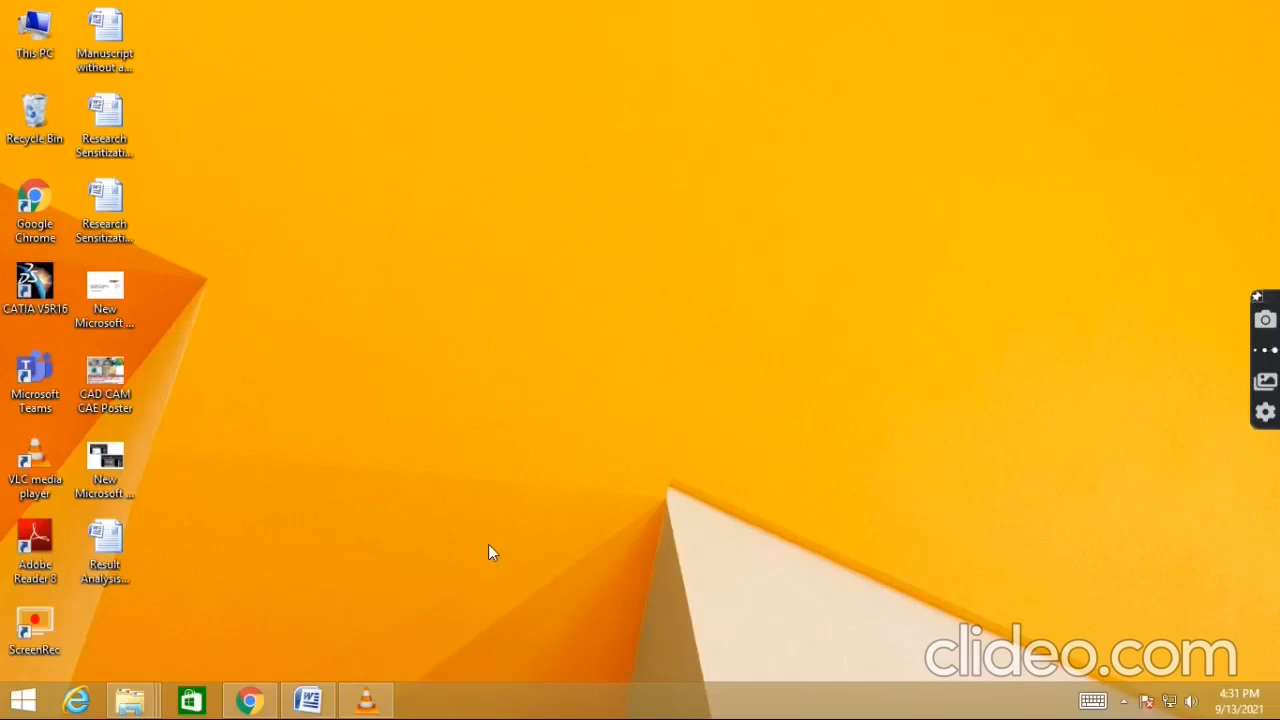 This PC
Manuscript
without a...
Recycle Bin
Research
Sensitizati...
Google
Chrome
Research
Sensitizati...
CATIA V5R16
New
Microsoft ...
Microsoft
Teams
CAD CAM
CAE Poster
VLC media
player
New
Microsoft ...
Adobe
Reader 8
Result
Analysis...
ScreenRec
clideo.com
4:31 PM
9/13/2021